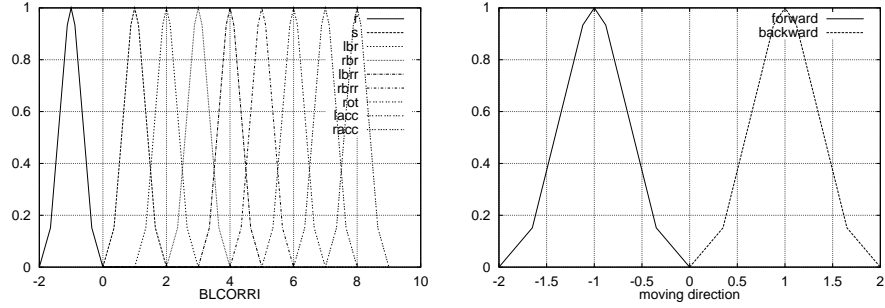 1
0.8
0.6
0.4
0.2
0
-2
0
2
4
6
8
10
BLCORRI
r
s
lbr
rbr
lbrr
rbrr
rot
lacc
racc
1
0.8
0.6
0.4
0.2
0
-2
-1.5
-1
-0.5
0
0.5
1
1.5
2
moving direction
forward
backward